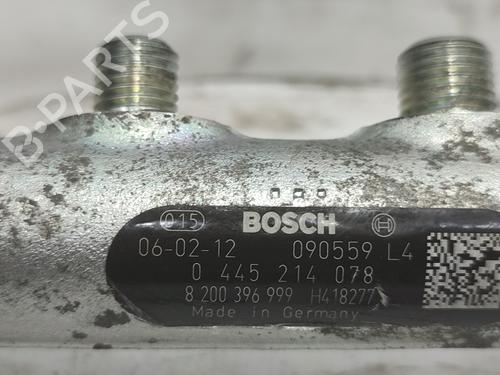 015 BOSCH
06-02-12 090559 L4
0 445 214 078
8 200 396 999 H418277
Made in Germany
B-PARTS